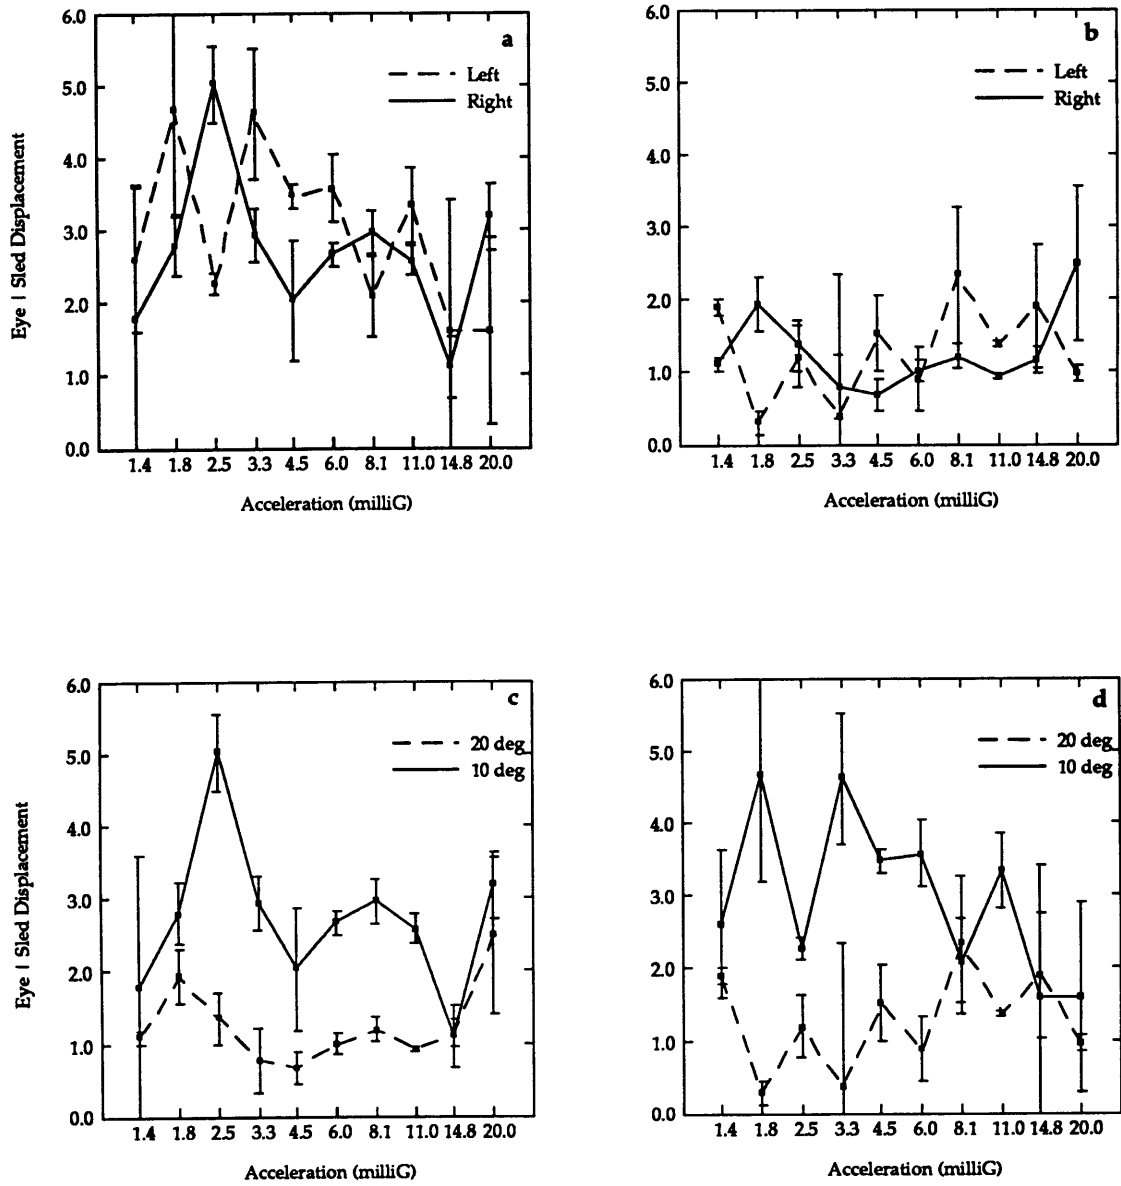 a
Left
Right
6.0
5.0
4.0
3.0
2.0
1.0
0.0
Eye | Sled Displacement
1.4 1.8 2.5 3.3 4.5 6.0 8.1 11.0 14.8 20.0
Acceleration (milliG)
b
Left
Right
6.0
5.0
4.0
3.0
2.0
1.0
0.0
1.4 1.8 2.5 3.3 4.5 6.0 8.1 11.0 14.8 20.0
Acceleration (milliG)
c
20 deg
10 deg
6.0
5.0
4.0
3.0
2.0
1.0
0.0
Eye | Sled Displacement
1.4 1.8 2.5 3.3 4.5 6.0 8.1 11.0 14.8 20.0
Acceleration (milliG)
d
20 deg
10 deg
6.0
5.0
4.0
3.0
2.0
1.0
0.0
1.4 1.8 2.5 3.3 4.5 6.0 8.1 11.0 14.8 20.0
Acceleration (milliG)